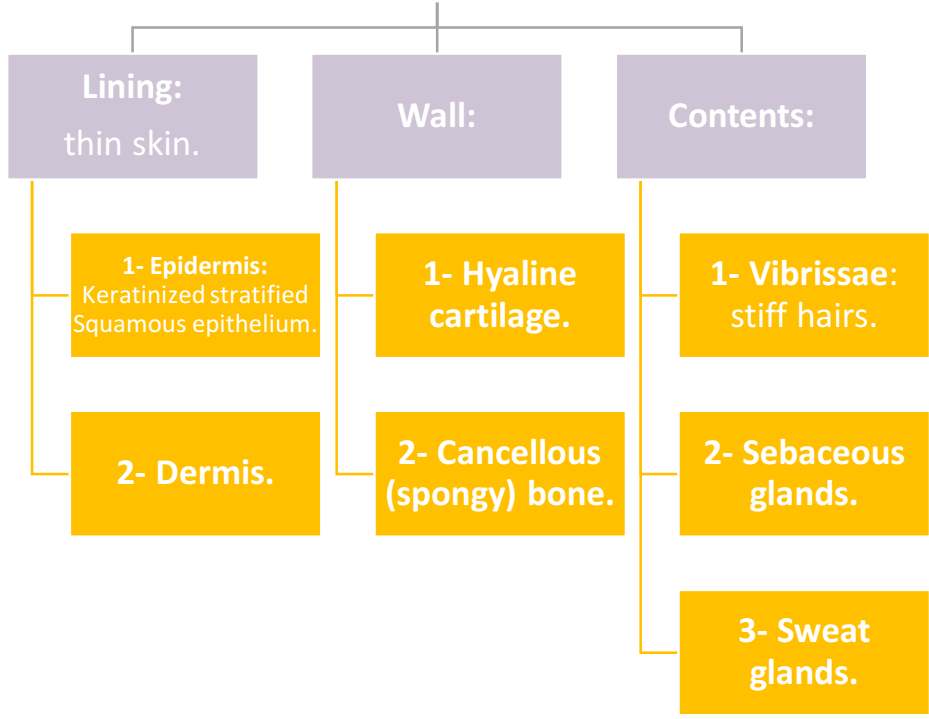 Lining:
thin skin.
Wall:
Contents:
1- Epidermis:
Keratinized stratified
Squamous epithelium.
2- Dermis.
1- Hyaline
cartilage.
2- Cancellous
(spongy) bone.
1- Vibrissae:
stiff hairs.
2- Sebaceous
glands.
3- Sweat
glands.